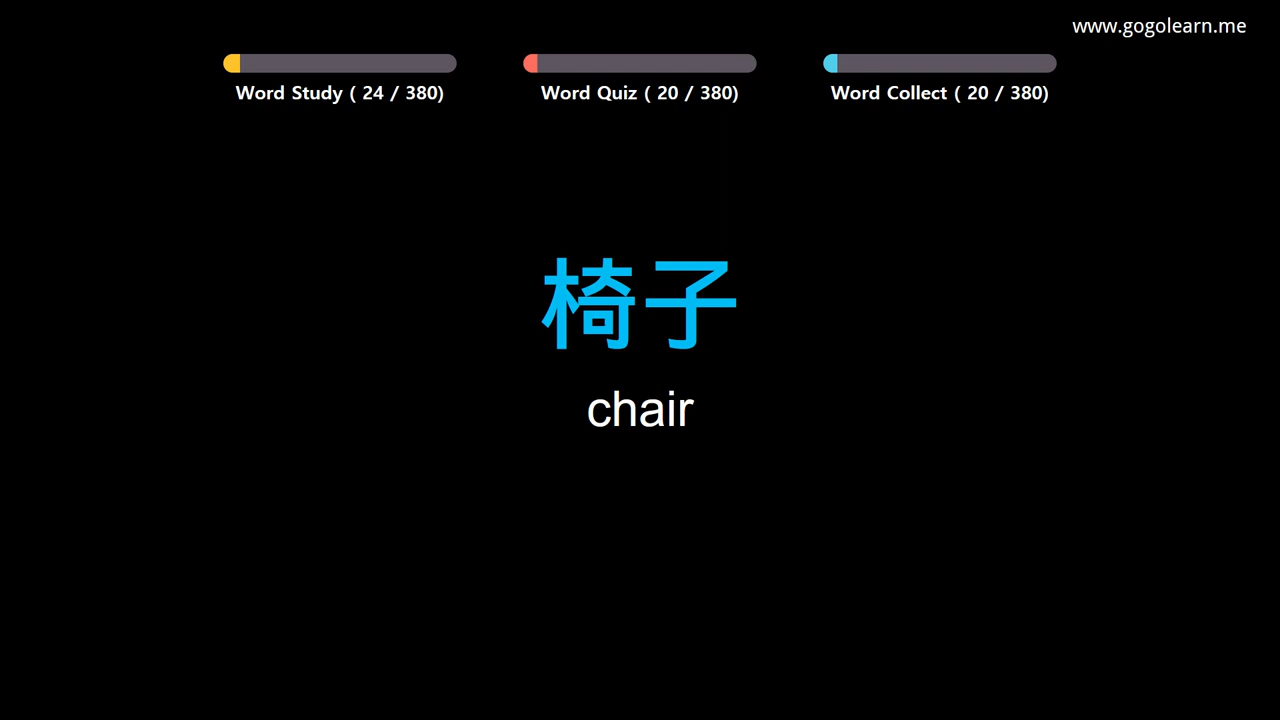 www.gogolearn.me
Word Study ( 24 / 380)
Word Quiz ( 20 / 380)
Word Collect ( 20 / 380)
椅子
chair